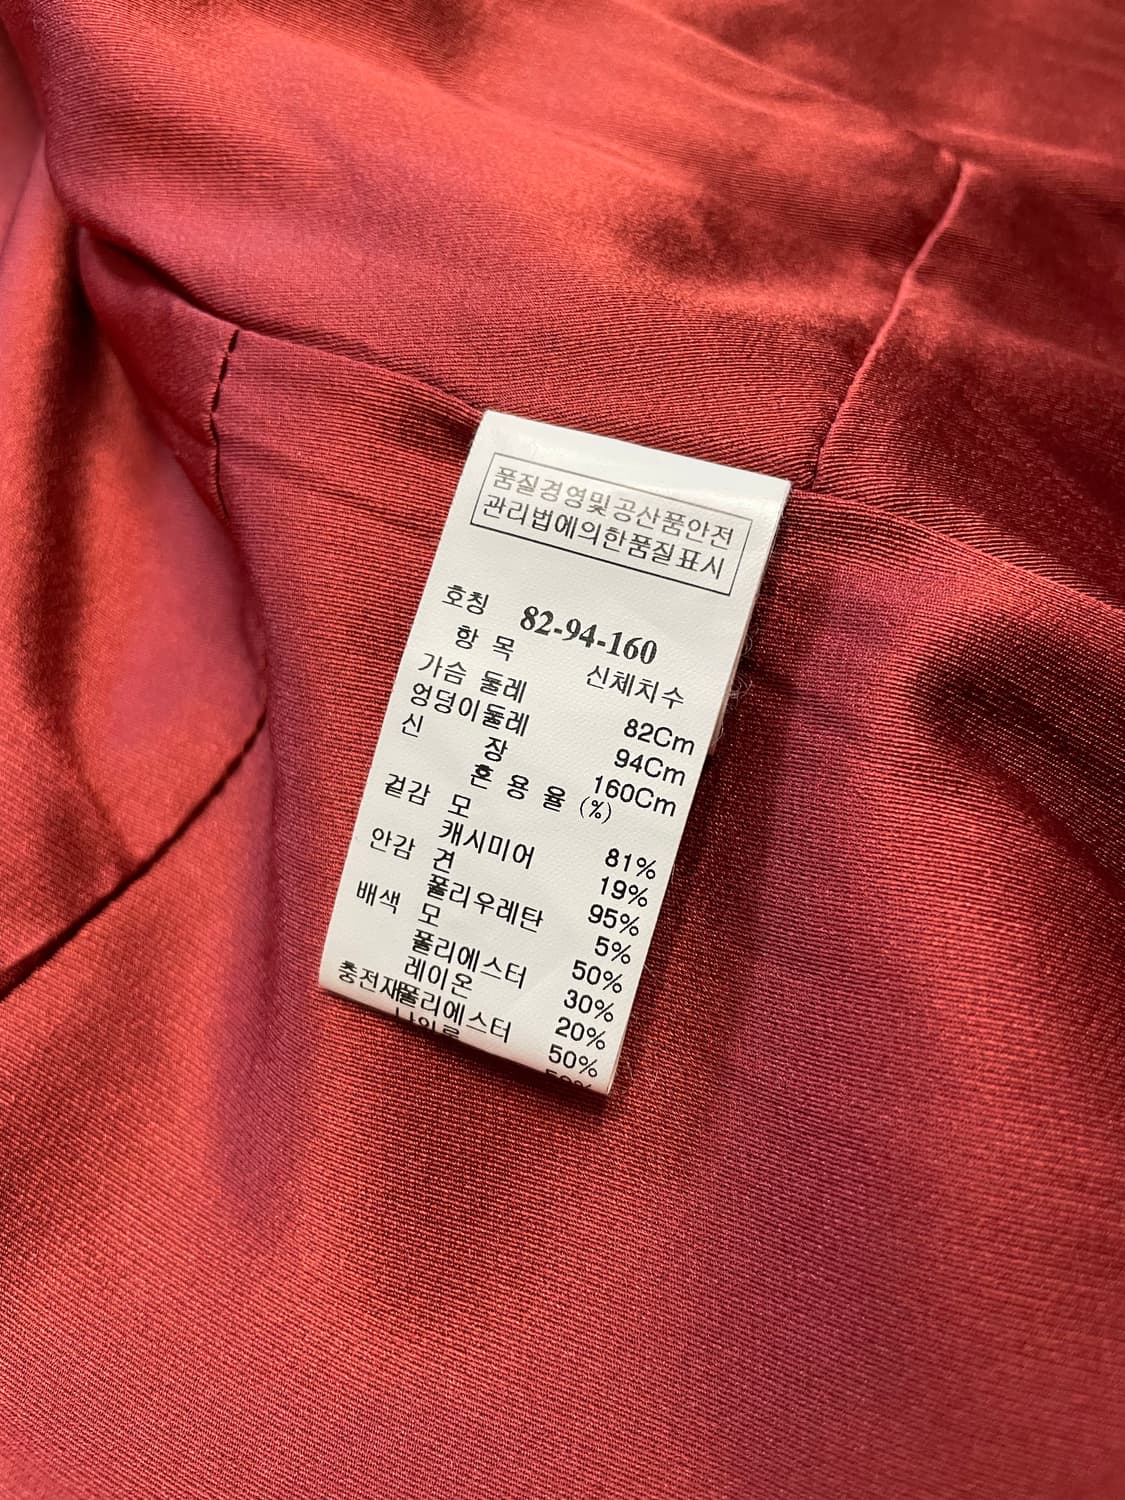 품질경영및공산품안전
관리법에의한품질표시
호칭 82-94-160
항 목 신체치수
가슴 둘레 82Cm
엉덩이둘레 94Cm
신 장 160Cm
혼 용 율 (%)
겉감 모 81%
캐시미어 19%
안감 견 95%
폴리우레탄 5%
배색 모 50%
폴리에스터 30%
레이온 20%
충전재폴리에스터 50%
나일론 50%